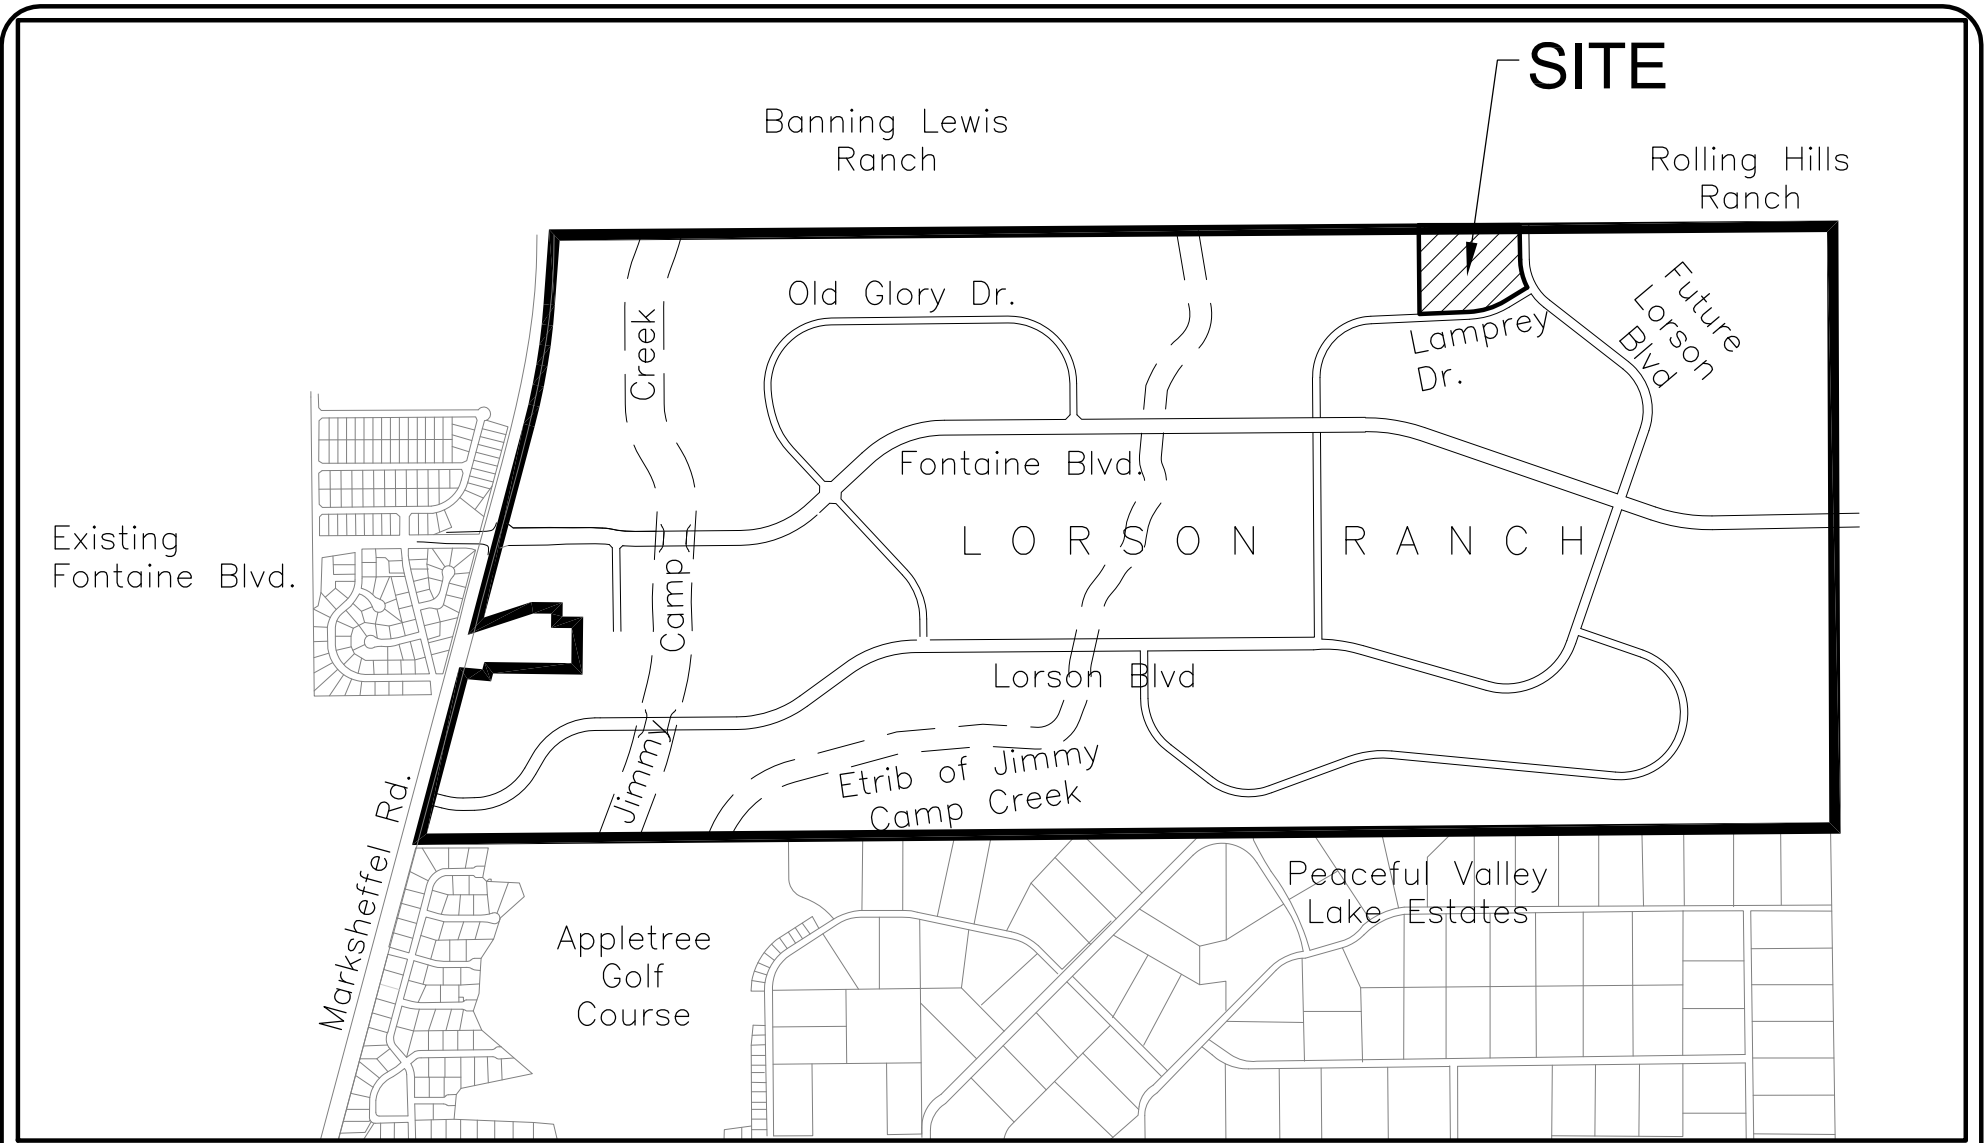 SITE
Banning Lewis
Ranch
Rolling Hills
Ranch
Old Glory Dr.
Creek
Lamprey
Dr.
Future
Lorson
Blvd
Fontaine Blvd.
LORSON RANCH
Existing
Fontaine Blvd.
Camp
Lorson Blvd
Jimmy
Etrib of Jimmy
Camp Creek
Marksheffel Rd.
Peaceful Valley
Lake Estates
Appletree
Golf
Course